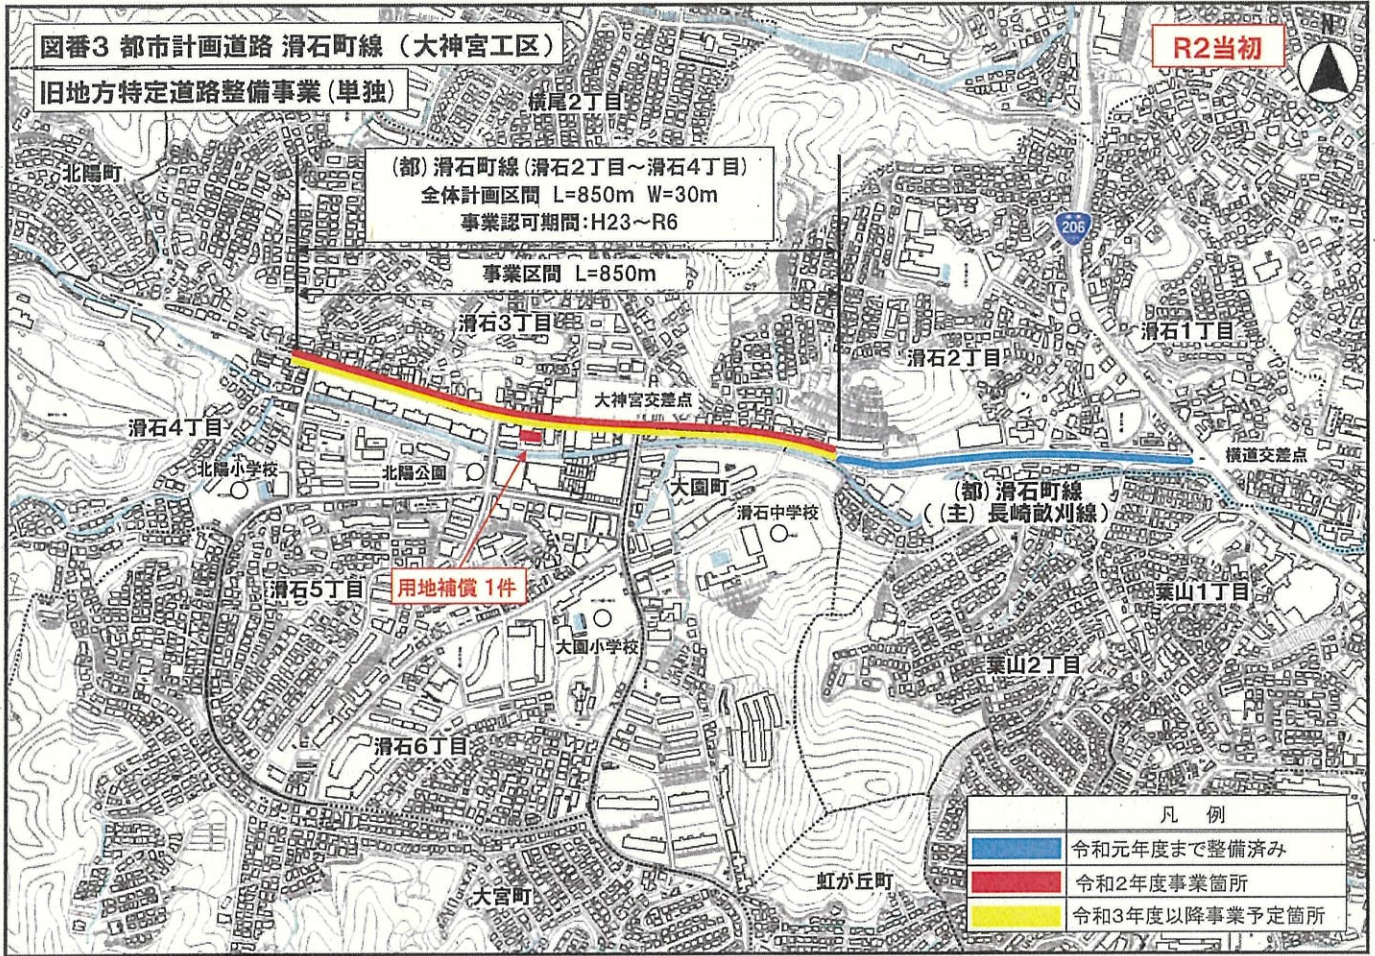 図番3 都市計画道路 滑石町線 (大神宮工区)
R2当初
N
旧地方特定道路整備事業(単独)
横尾2丁目
北陽町
(都)滑石町線(滑石2丁目～滑石4丁目)
全体計画区間 L=850m W=30m
事業認可期間:H23～R6
206
事業区間 L=850m
滑石3丁目
滑石1丁目
滑石2丁目
大神宮交差点
滑石4丁目
北陽小学校
北陽公園
横道交差点
大園町
(都)滑石町線
((主)長崎畝刈線)
滑石中学校
滑石5丁目
用地補償 1件
葉山1丁目
大園小学校
葉山2丁目
滑石6丁目
凡 例
令和元年度まで整備済み
令和2年度事業箇所
令和3年度以降事業予定箇所
大宮町
虹が丘町